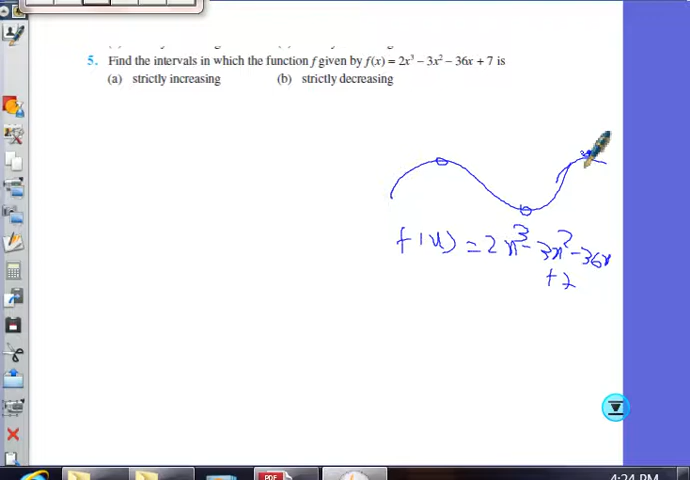 5. Find the intervals in which the function f given by f(x) = 2x³ – 3x² – 36x + 7 is
(a) strictly increasing (b) strictly decreasing
f(x) = 2x³ - 3x² - 36x
+ 7
PDF
4:24 PM